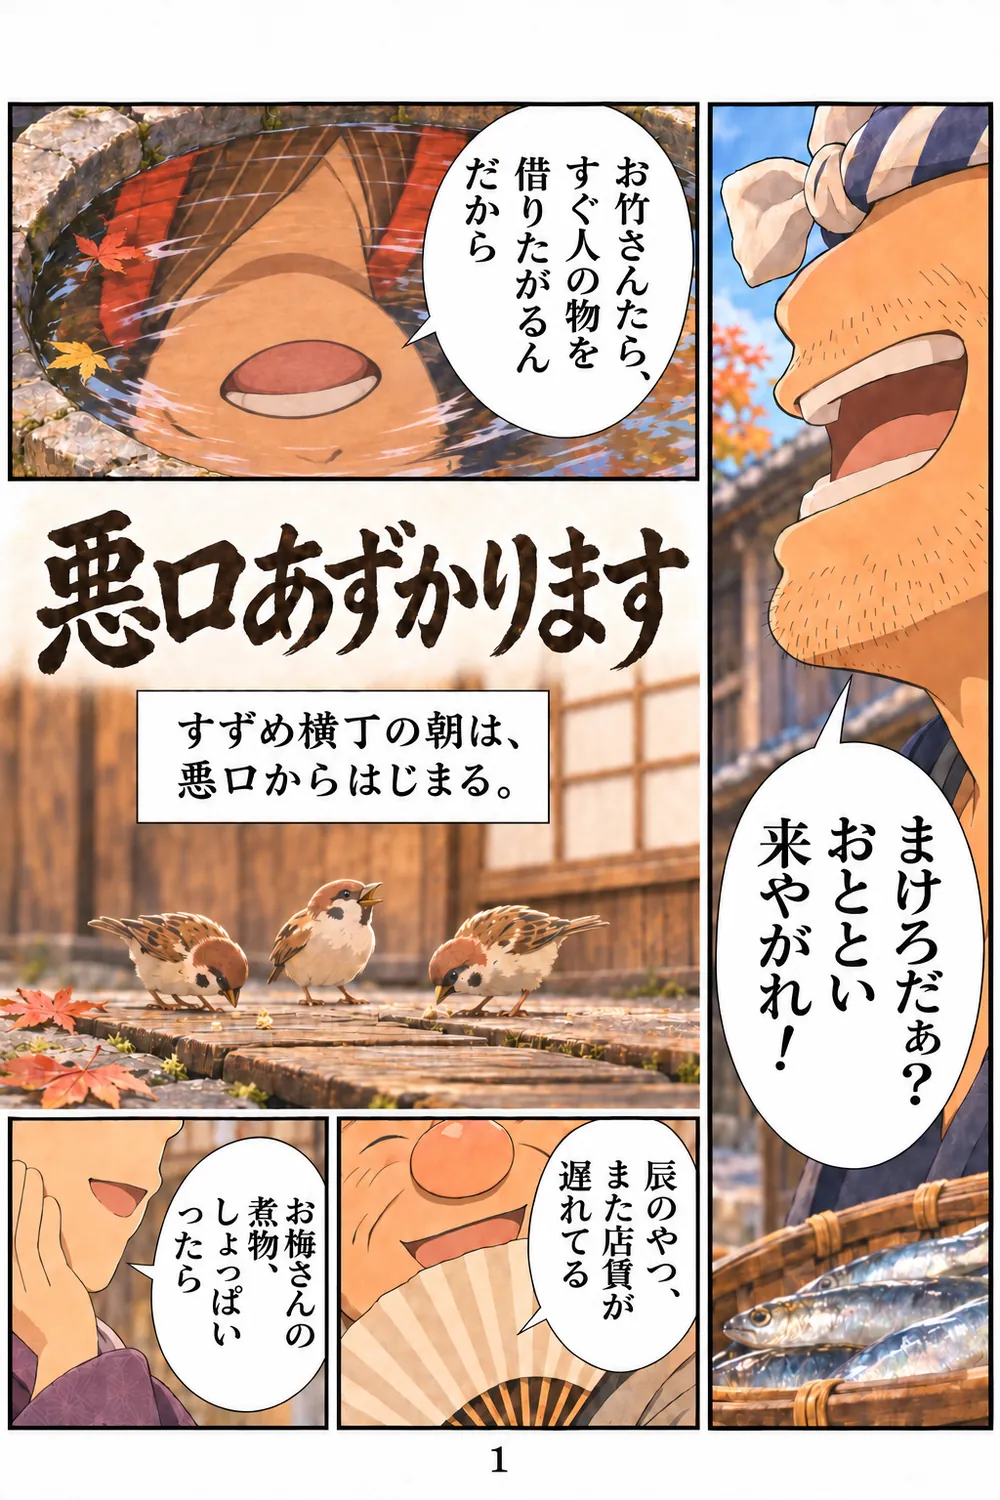 まけろだぁ?
おととい
来やがれ!
お竹さんたら、
すぐ人の物を
借りたがるん
だから
悪口あずかります
すずめ横丁の朝は、
悪口からはじまる。
辰のやつ、
また店賃が
遅れてる
お梅さんの
煮物、
しょっぱい
ったら
1